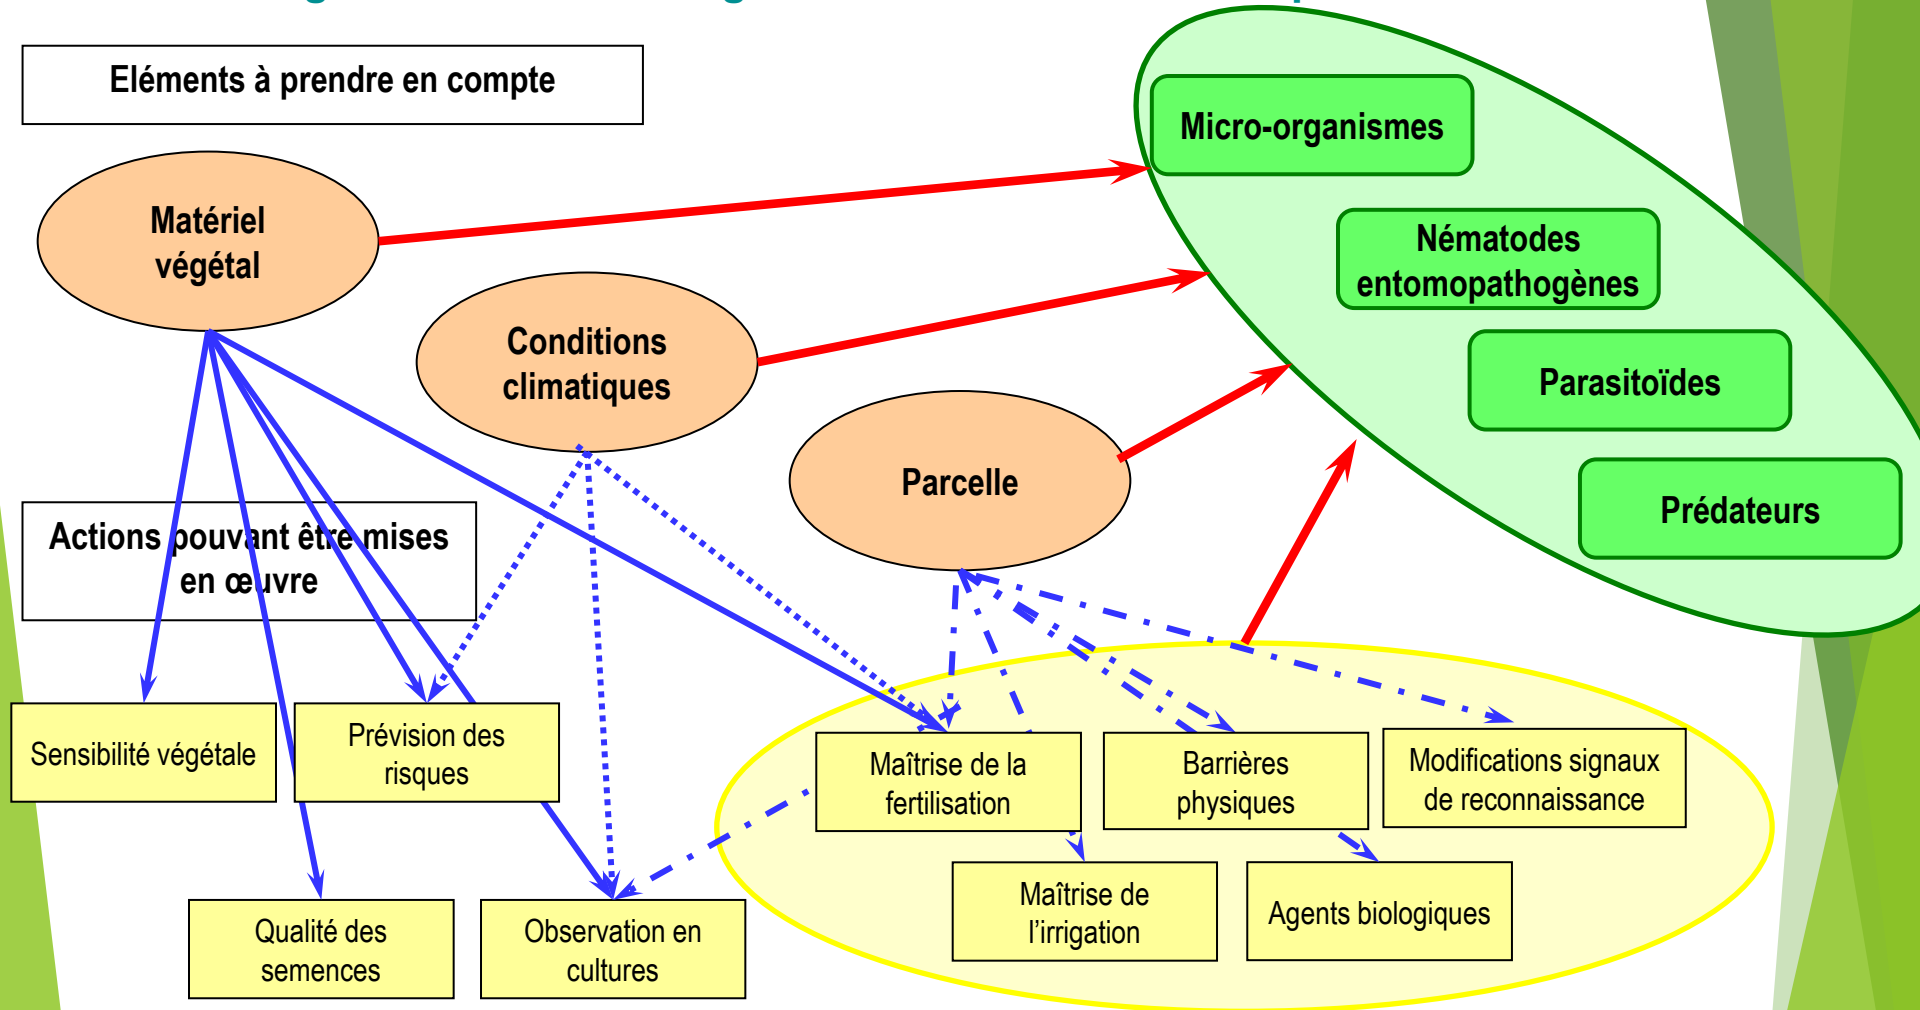 Eléments à prendre en compte
Micro-organismes
Matériel
végétal
Nématodes
entomopathogènes
Conditions
climatiques
Parasitoïdes
Parcelle
Prédateurs
Actions pouvant être mises
en œuvre
Sensibilité végétale
Prévision des
risques
Maîtrise de la
fertilisation
Barrières
physiques
Modifications signaux
de reconnaissance
Maîtrise de
l’irrigation
Agents biologiques
Qualité des
semences
Observation en
cultures